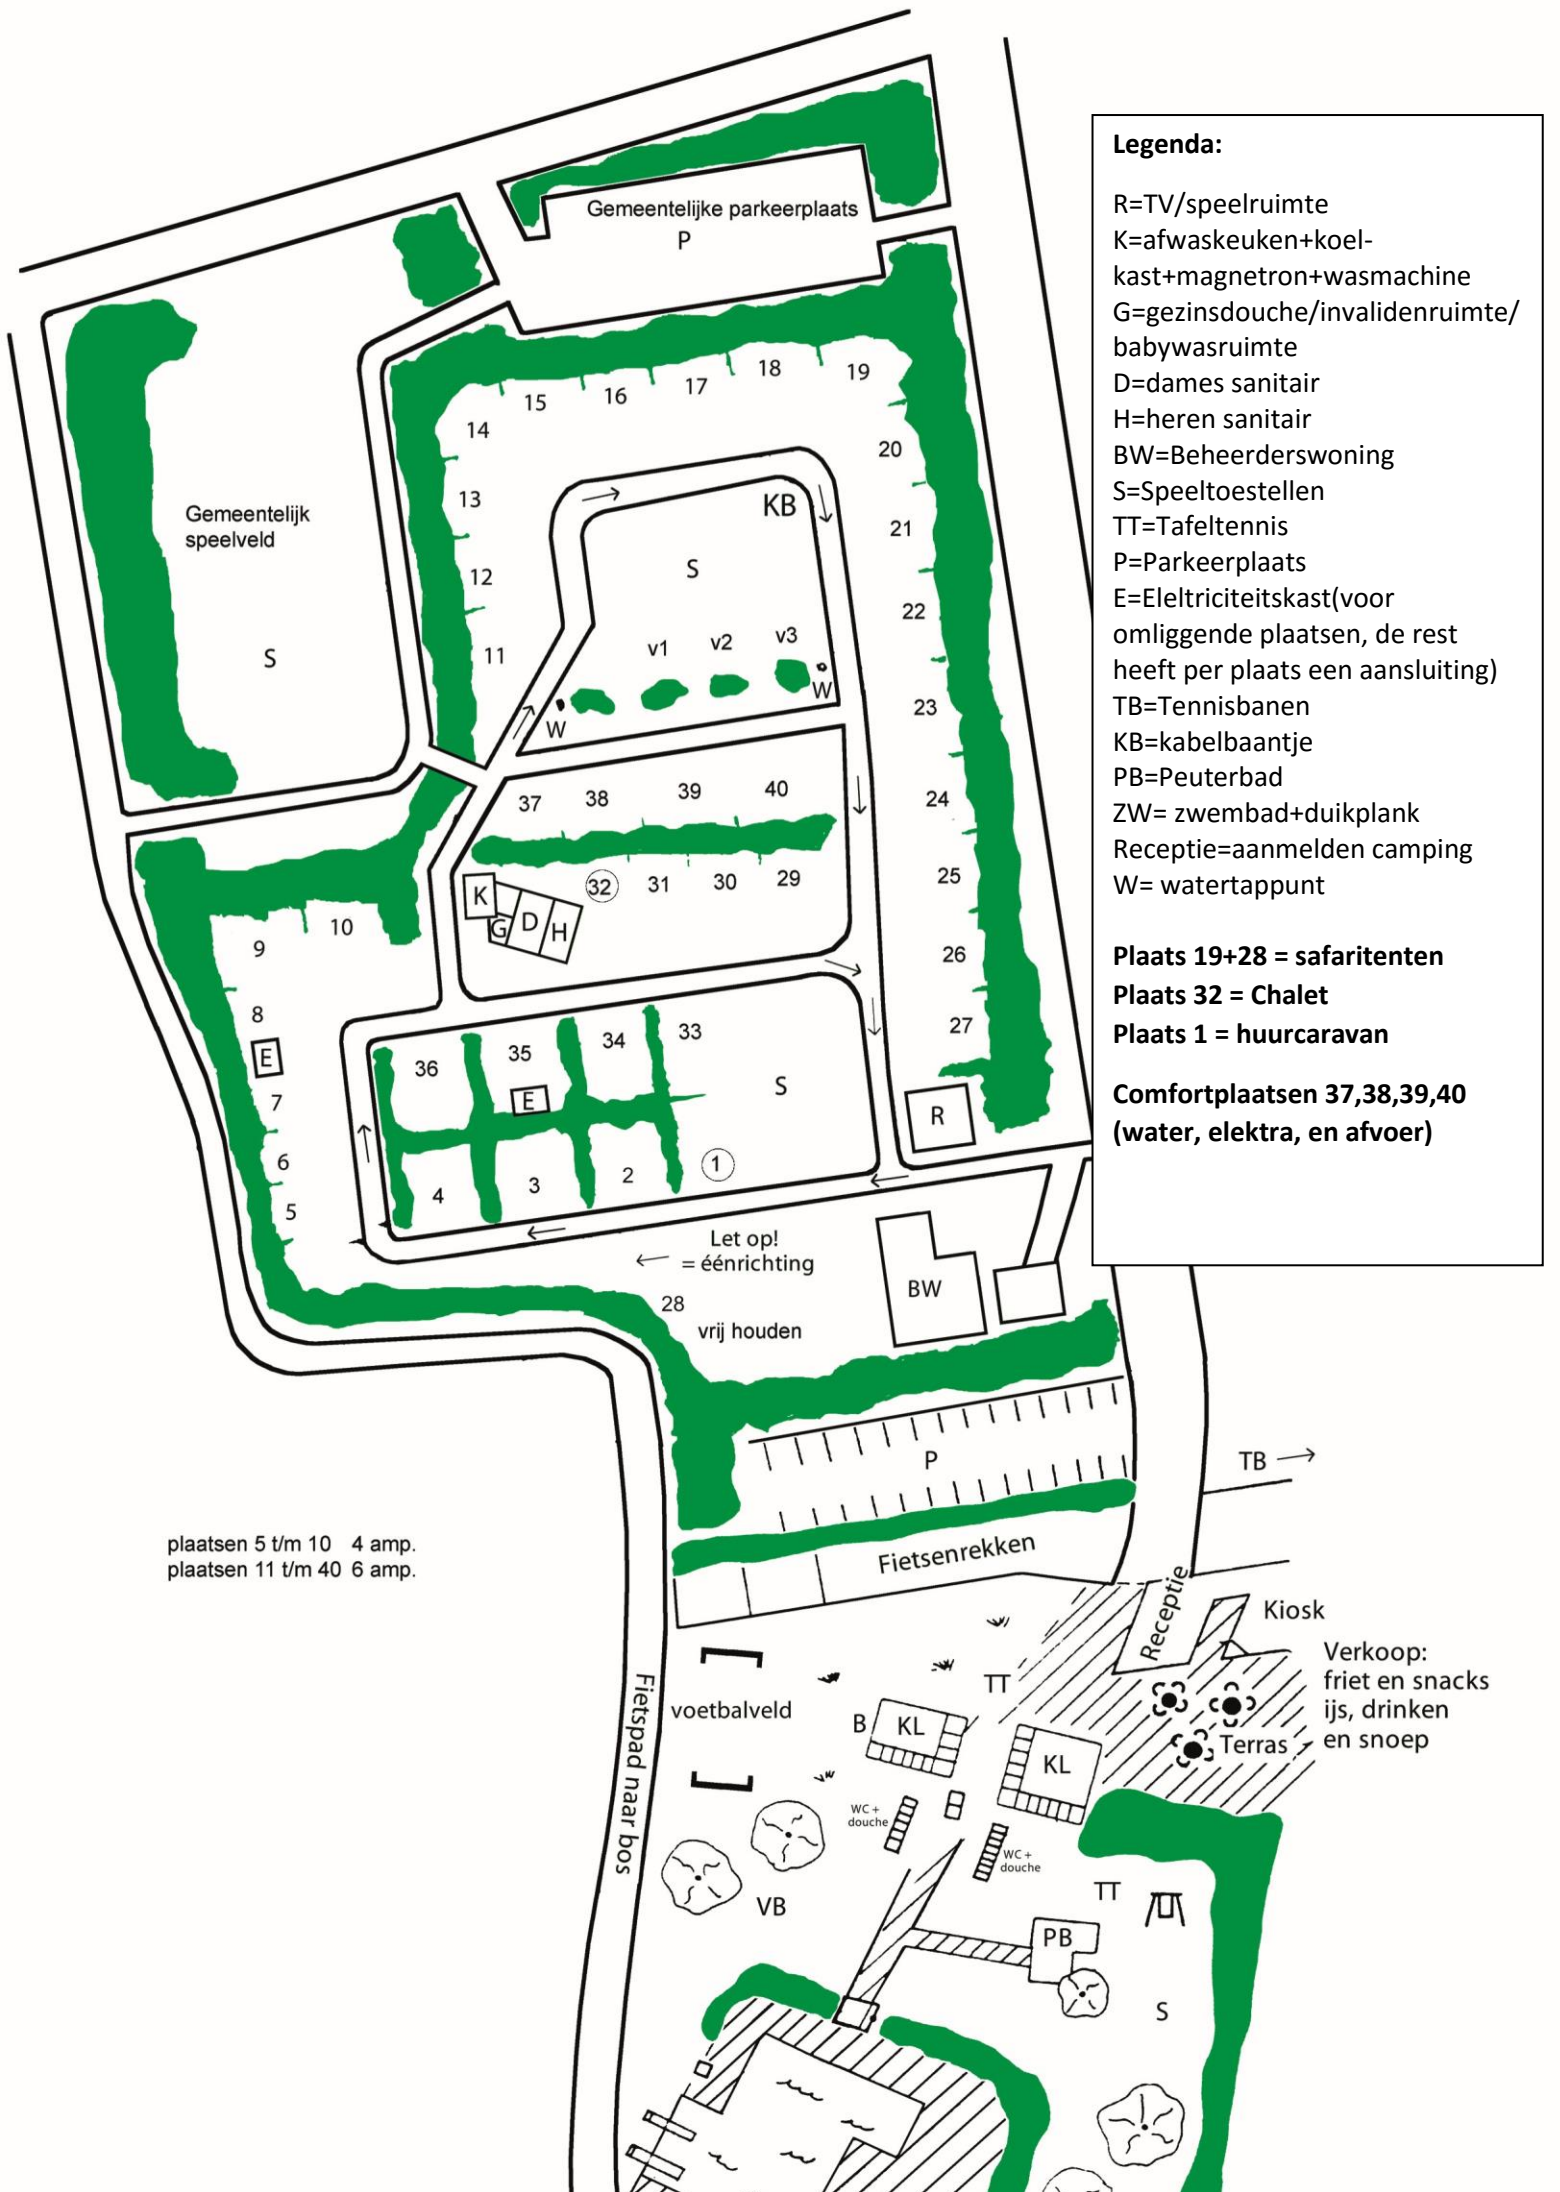 Gemeentelijke parkeerplaats
P
Legenda:
R=TV/speelruimte
K=afwaskeuken+koel-
kast+magnetron+wasmachine
G=gezinsdouche/invalidenruimte/
babywasruimte
D=dames sanitair
H=heren sanitair
BW=Beheerderswoning
S=Speeltoestellen
TT=Tafeltennis
P=Parkeerplaats
E=Eleltriciteitskast(voor
omliggende plaatsen, de rest
heeft per plaats een aansluiting)
TB=Tennisbanen
KB=kabelbaantje
PB=Peuterbad
ZW= zwembad+duikplank
Receptie=aanmelden camping
W= watertappunt
Plaats 19+28 = safaritenten
Plaats 32 = Chalet
Plaats 1 = huurcaravan
Comfortplaatsen 37,38,39,40
(water, elektra, en afvoer)
Gemeentelijk
speelveld
S
14
15
16
17
18
19
20
13
12
11
21
22
23
24
25
26
27
KB
S
v1
v2
v3
W
W
37
38
39
40
32
31
30
29
K
G
D
H
9
10
8
E
7
6
5
36
35
34
33
E
S
4
3
2
1
R
Let op!
← = éénrichting
28
vrij houden
BW
P
TB →
plaatsen 5 t/m 10 4 amp.
plaatsen 11 t/m 40 6 amp.
Fietsenrekken
Receptie
Kiosk
Verkoop:
friet en snacks
ijs, drinken
en snoep
Terras
Fietspad naar bos
voetbalveld
TT
B
KL
KL
WC +
douche
WC +
douche
VB
TT
PB
S